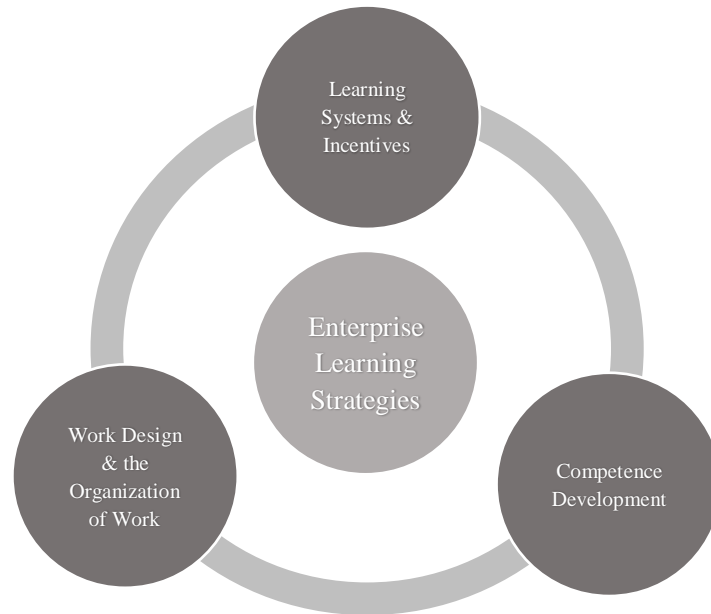 Learning
Systems &
Incentives
Enterprise
Learning
Strategies
Work Design
& the
Organization
of Work
Competence
Development